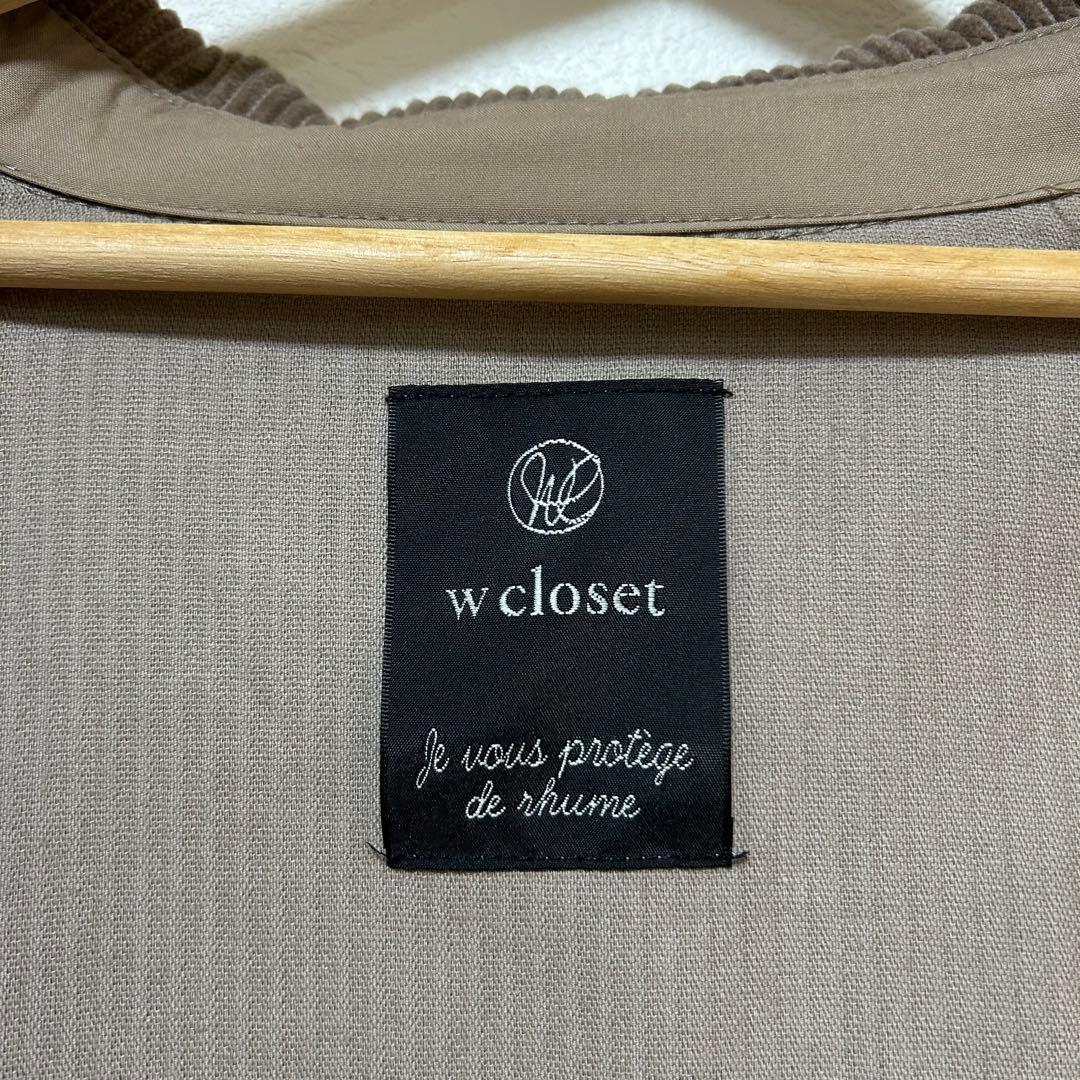 w closet
Je vous protège
de rhume